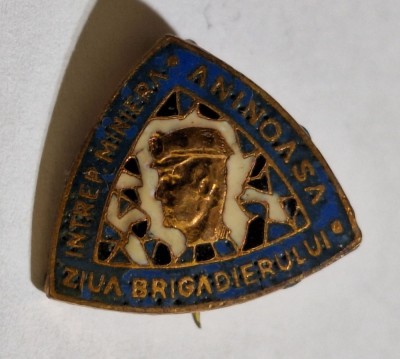 INTREP. MINIERA
ANINOASA
ZIUA BRIGADIERULUI